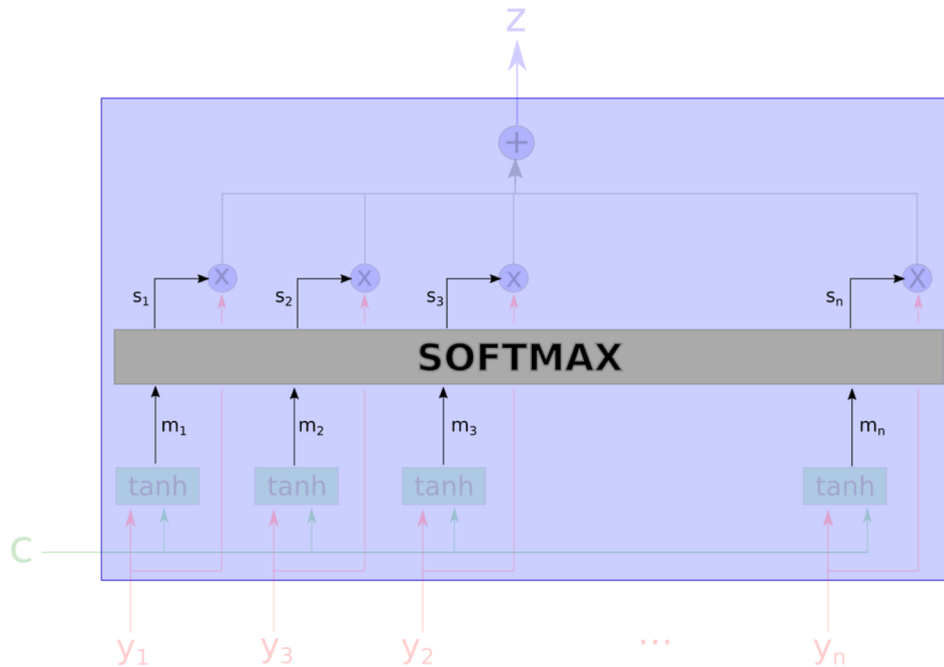 z
+
x x x x
s₁ s₂ s₃ sₙ
SOFTMAX
m₁ m₂ m₃ mₙ
tanh tanh tanh tanh
c
y₁ y₃ y₂ ... yₙ